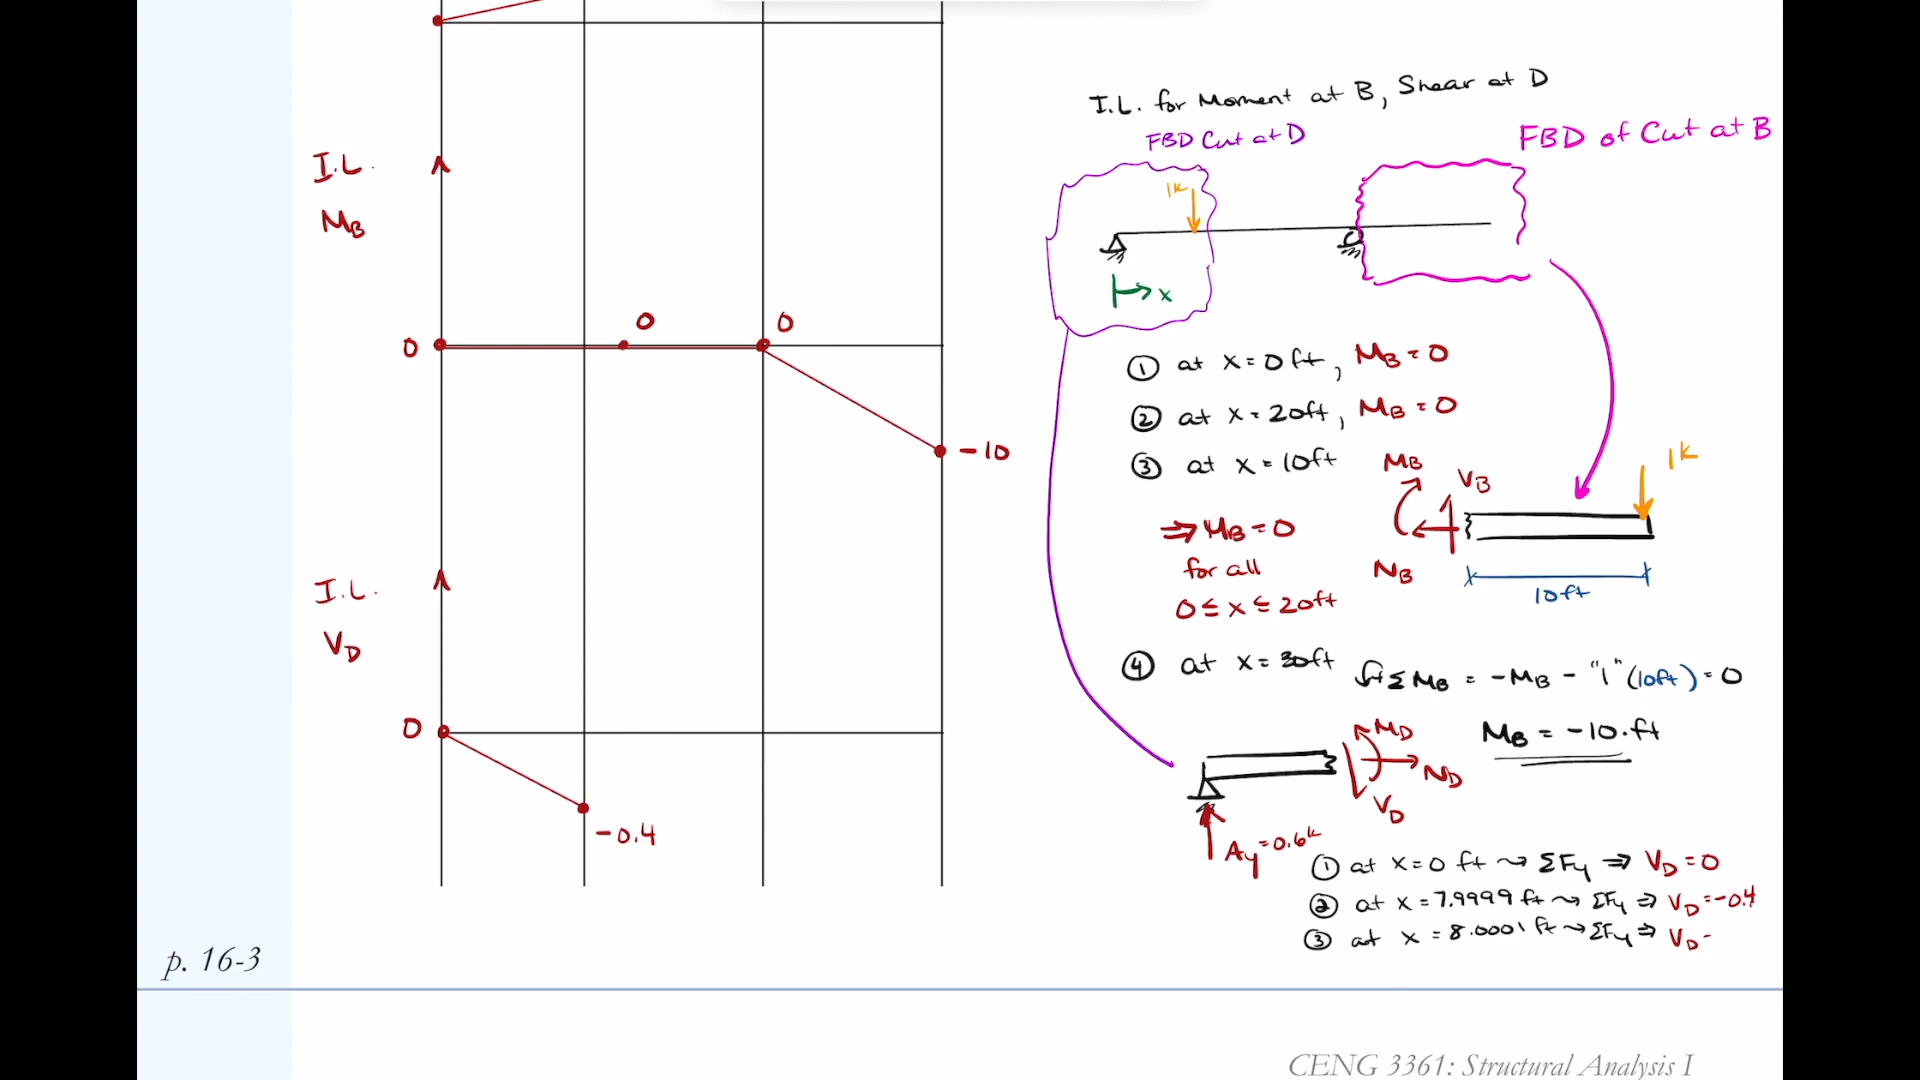 I.L. for Moment at B, Shear at D
FBD Cut at D
FBD of Cut at B
1k
x
I.L.
MB
0
0
0
-10
① at x = 0 ft, MB = 0
② at x = 20ft, MB = 0
③ at x = 10ft
⇒ MB = 0
for all
0 ≤ x ≤ 20ft
MB
VB
NB
1k
10ft
④ at x = 30ft
+ΣMB = -MB - "1"(10ft) = 0
MB = -10·ft
I.L.
VD
0
-0.4
MD
ND
VD
Ay = 0.6k
① at x = 0 ft ⇝ ΣFy ⇒ VD = 0
② at x = 7.9999 ft ⇝ ΣFy ⇒ VD = -0.4
③ at x = 8.0001 ft ⇝ ΣFy ⇒ VD -
p. 16-3
CENG 3361: Structural Analysis I